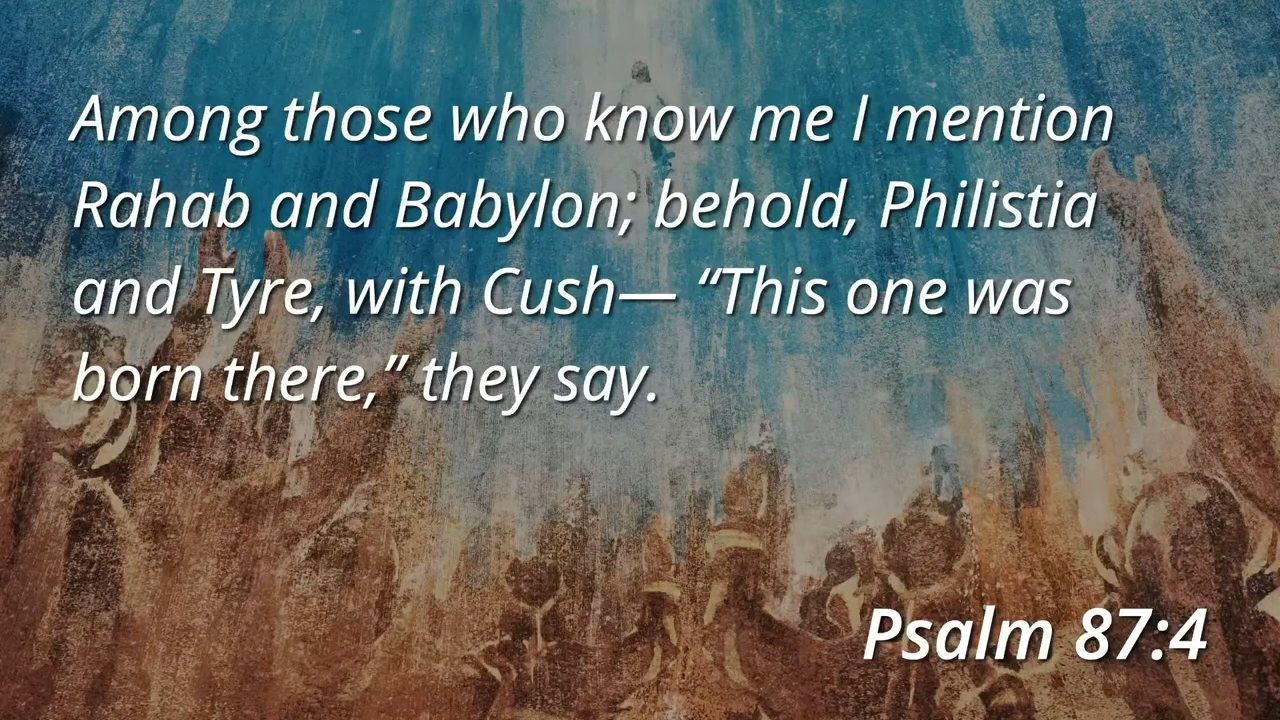 Among those who know me I mention
Rahab and Babylon; behold, Philistia
and Tyre, with Cush— “This one was
born there,” they say.
Psalm 87:4